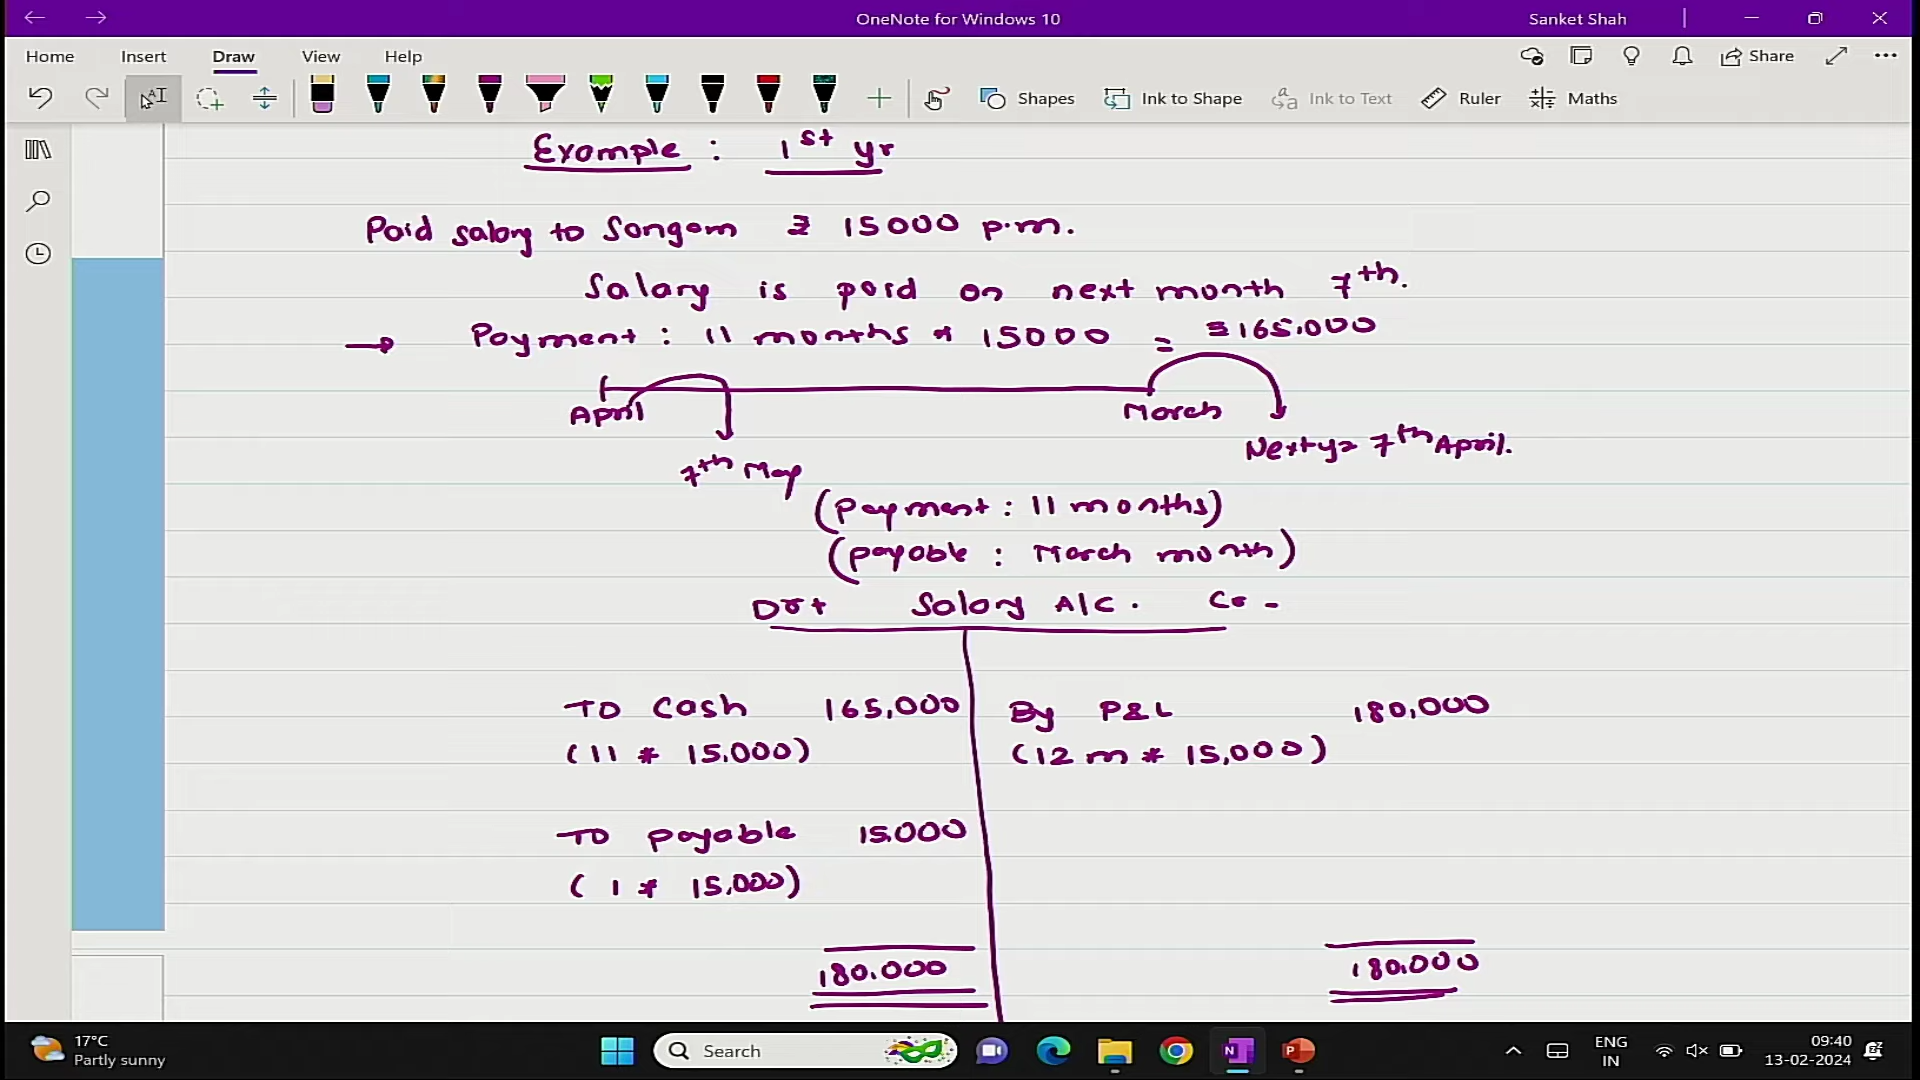 OneNote for Windows 10
Sanket Shah
Home Insert Draw View Help
Share
Shapes Ink to Shape Ink to Text Ruler Maths
Example : 1st yr
Paid salary to Sangam ₹ 15000 p.m.
Salary is paid on next month 7th.
→ Payment : 11 months * 15000 = ₹165,000
April March
7th May Next yr 7th April.
(Payment : 11 months)
(payable : March month)
Dr Salary A/C. Cr
To Cash 165,000 By P&L 180,000
(11 * 15,000) (12 m * 15,000)
To payable 15,000
(1 * 15,000)
180,000 180,000
17°C
Partly sunny
Search
ENG
IN
09:40
13-02-2024